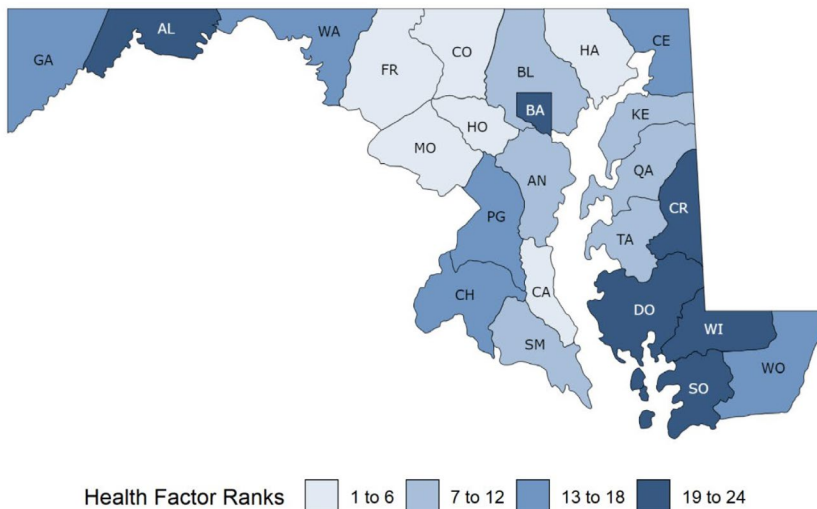 GA
AL
WA
FR
CO
BL
HA
CE
BA
KE
HO
MO
AN
QA
PG
CR
TA
CH
CA
DO
SM
WI
SO
WO
Health Factor Ranks 1 to 6 7 to 12 13 to 18 19 to 24